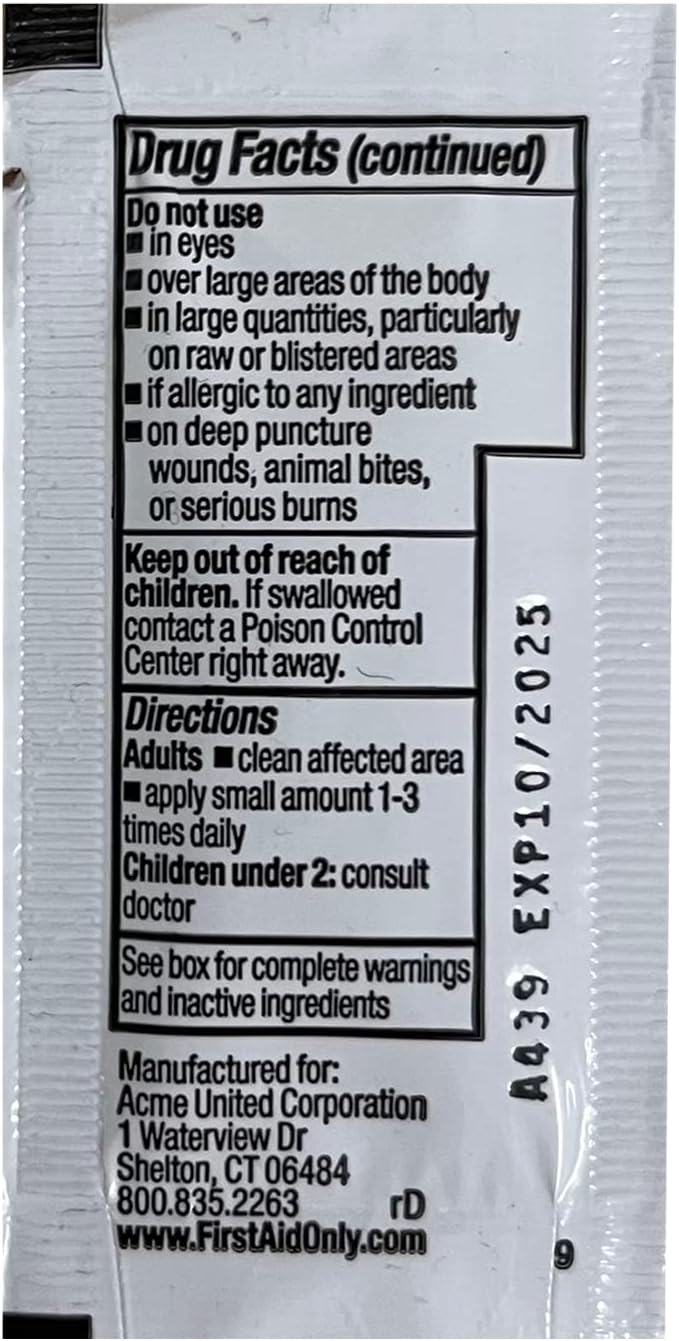 Drug Facts (continued)
Do not use
■ in eyes
■ over large areas of the body
■ in large quantities, particularly
on raw or blistered areas
■ if allergic to any ingredient
■ on deep puncture
wounds, animal bites,
or serious burns
Keep out of reach of
children. If swallowed
contact a Poison Control
Center right away.
Directions
Adults ■ clean affected area
■ apply small amount 1-3
times daily
Children under 2: consult
doctor
See box for complete warnings
and inactive ingredients
Manufactured for:
Acme United Corporation
1 Waterview Dr
Shelton, CT 06484
800.835.2263 rD
www.FirstAidOnly.com
A439 EXP10/2025
9